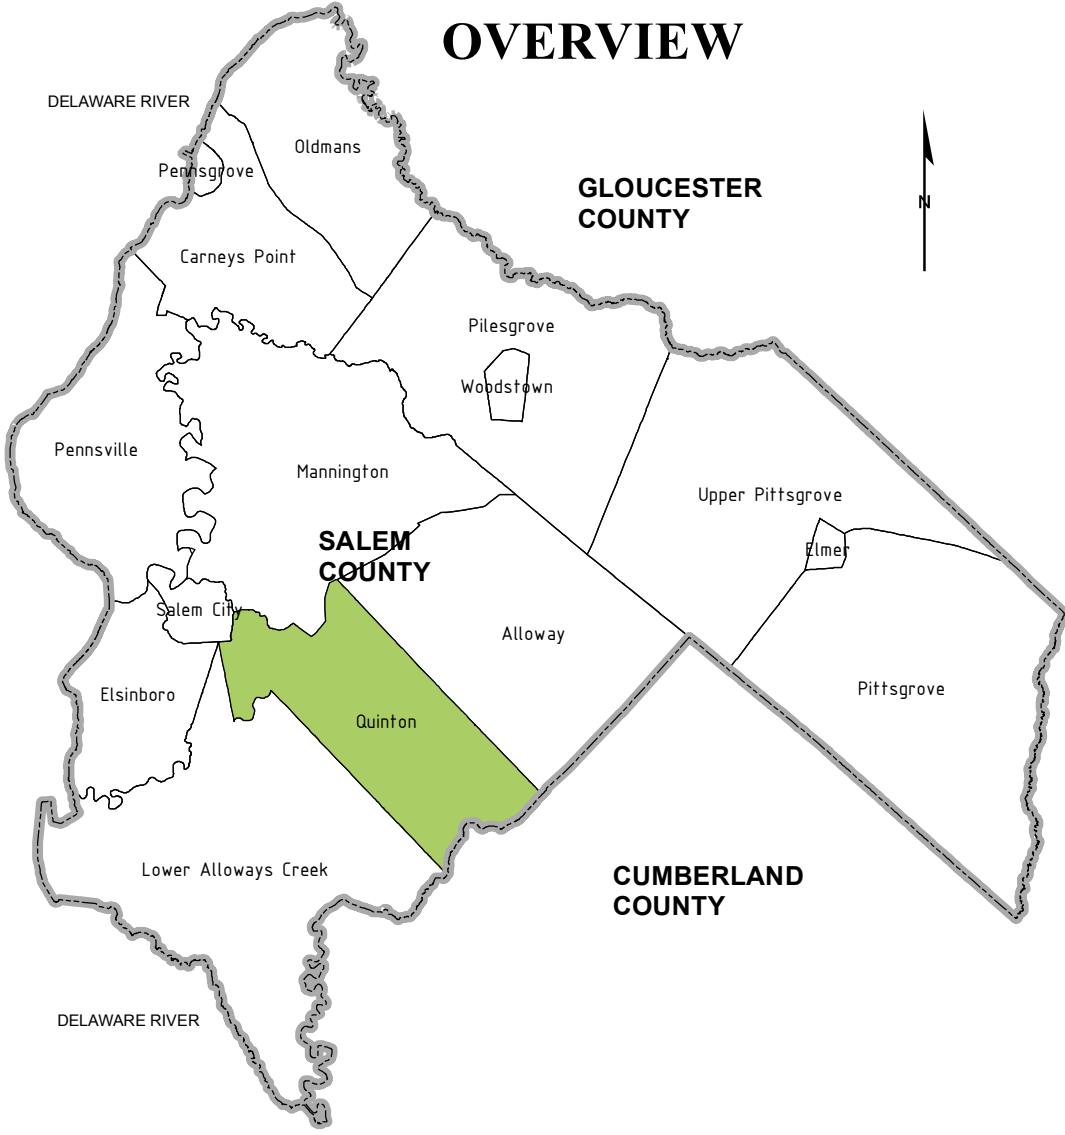 OVERVIEW
DELAWARE RIVER
Oldmans
Pennsgrove
GLOUCESTER
COUNTY
N
Carneys Point
Pilesgrove
Woodstown
Pennsville
Mannington
Upper Pittsgrove
SALEM
COUNTY
Elmer
Salem City
Alloway
Elsinboro
Pittsgrove
Quinton
Lower Alloways Creek
CUMBERLAND
COUNTY
DELAWARE RIVER